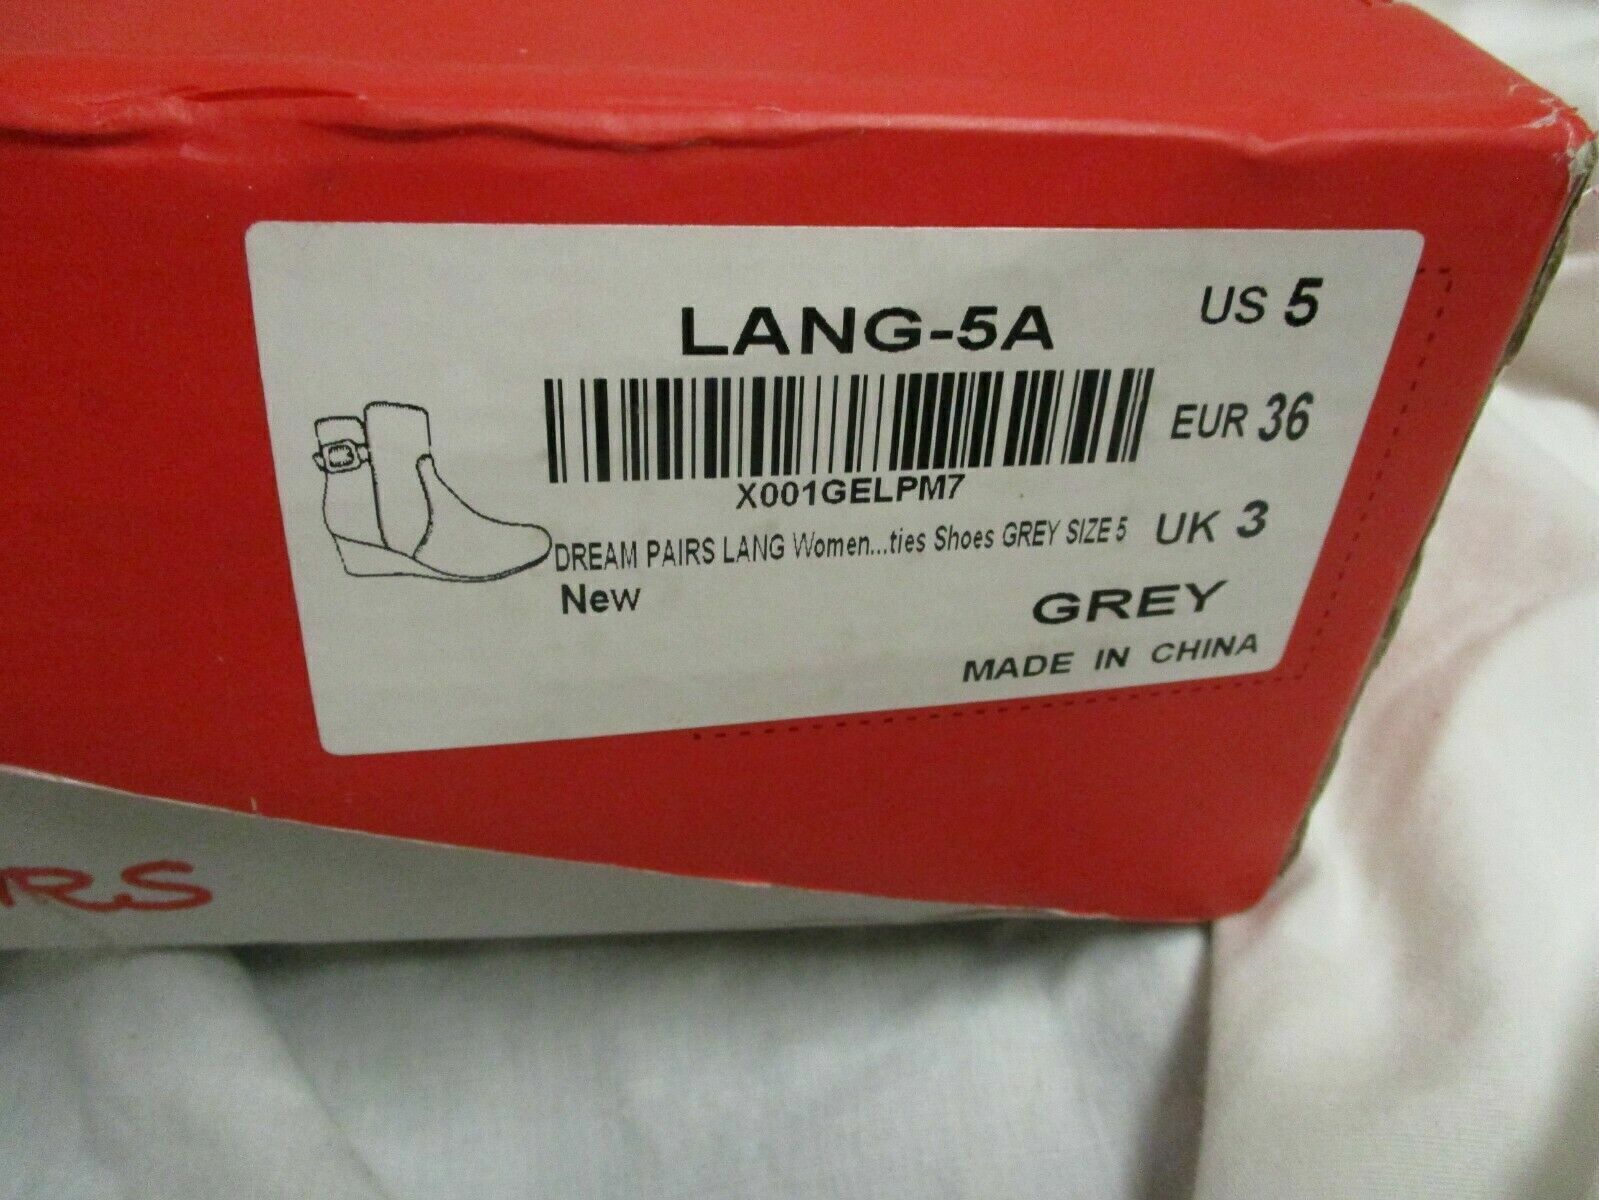 LANG-5A
US 5
EUR 36
X001GELPM7
DREAM PAIRS LANG Women...ties Shoes GREY SIZE 5
UK 3
New
GREY
MADE IN CHINA